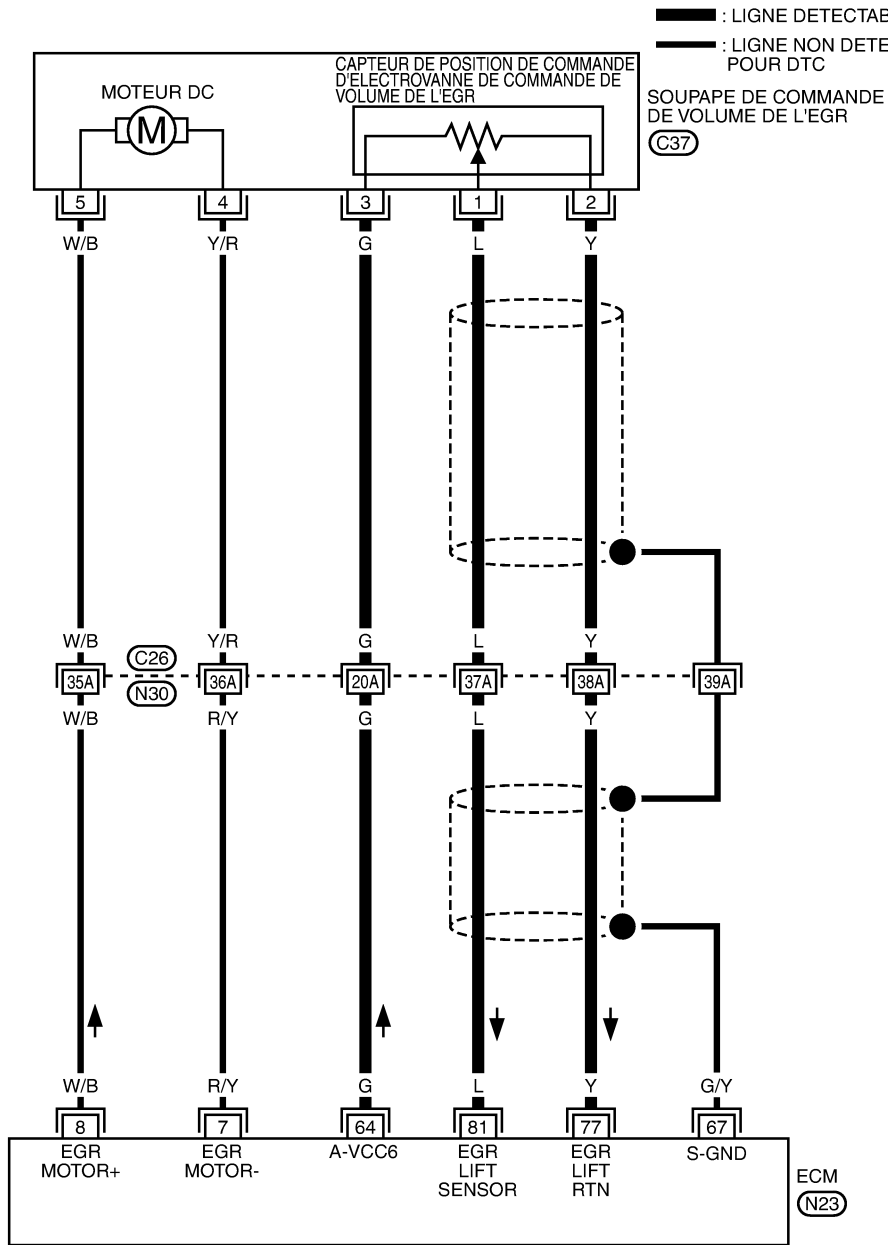 : LIGNE DETECTAB
: LIGNE NON DETE
POUR DTC
CAPTEUR DE POSITION DE COMMANDE
D'ELECTROVANNE DE COMMANDE DE
VOLUME DE L'EGR
MOTEUR DC
M
SOUPAPE DE COMMANDE
DE VOLUME DE L'EGR
C37
5 4 3 1 2
W/B Y/R G L Y
W/B Y/R G L Y
C26
35A 36A 20A 37A 38A 39A
N30
W/B R/Y G L Y
W/B R/Y G L Y G/Y
8 7 64 81 77 67
EGR
MOTOR+
EGR
MOTOR-
A-VCC6
EGR
LIFT
SENSOR
EGR
LIFT
RTN
S-GND
ECM
N23